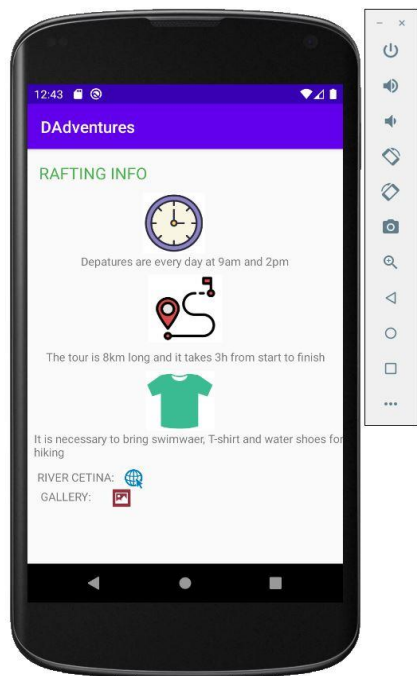 12:43
DAdventures
RAFTING INFO
Depatures are every day at 9am and 2pm
The tour is 8km long and it takes 3h from start to finish
It is necessary to bring swimwaer, T-shirt and water shoes for
hiking
RIVER CETINA:
GALLERY: